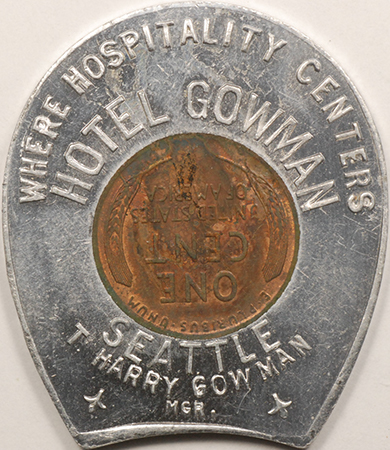 WHERE HOSPITALITY CENTERS
HOTEL GOWMAN
E·PLURIBUS·UNUM
ONE
CENT
UNITED STATES
OF AMERICA
SEATTLE
T HARRY GOWMAN
MGR.